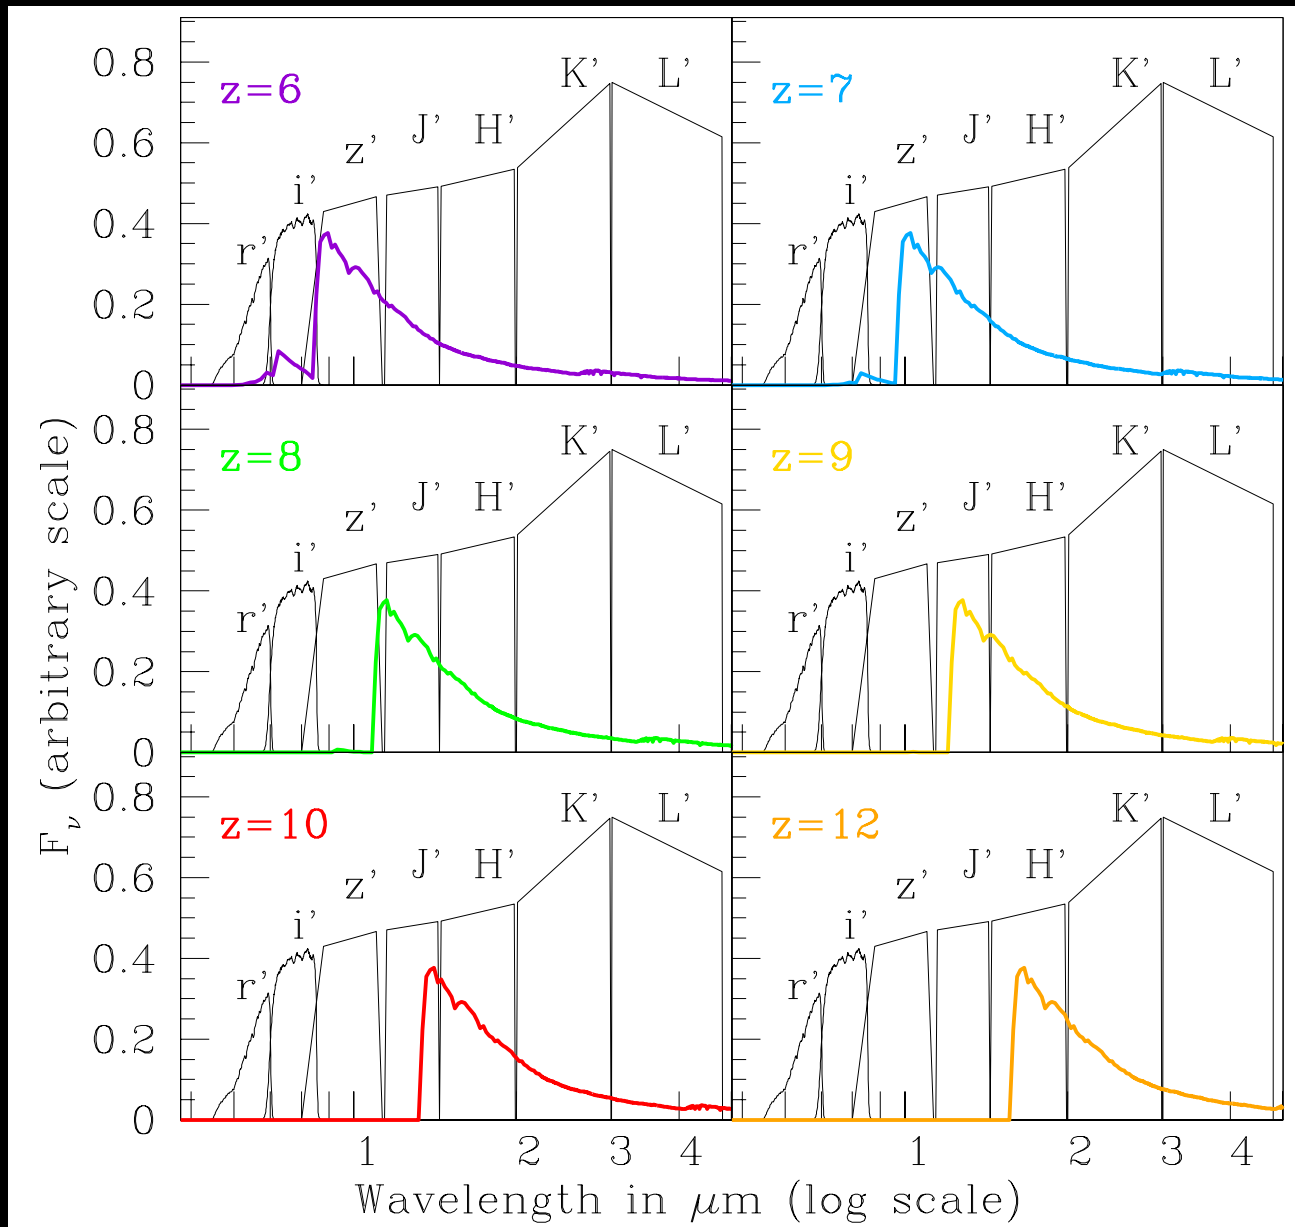 z=6 r' i' z' J' H' K' L'
z=7 r' i' z' J' H' K' L'
0.8
0.6
0.4
0.2
0
z=8 r' i' z' J' H' K' L'
z=9 r' i' z' J' H' K' L'
0.8
0.6
0.4
0.2
0
z=10 r' i' z' J' H' K' L'
z=12 r' i' z' J' H' K' L'
0.8
0.6
0.4
0.2
0
F_ν (arbitrary scale)
1 2 3 4
1 2 3 4
Wavelength in μm (log scale)